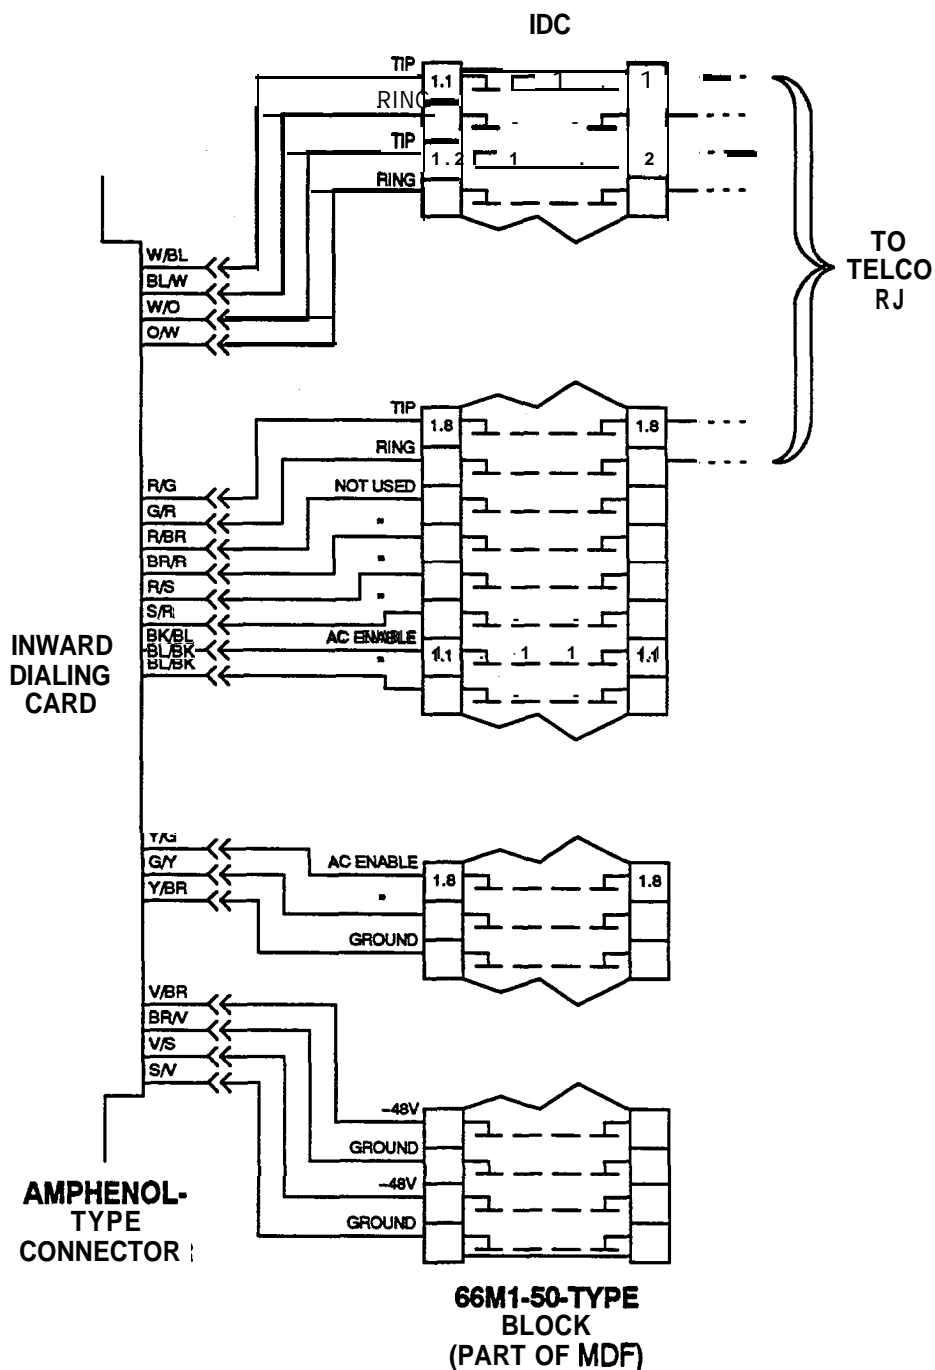 IDC
TIP
1.1
1
1
RING
TIP
1.2
1
2
RING
TO
TELCO
RJ
W/BL
BL/W
W/O
O/W
TIP
1.8
1.8
RING
R/G
NOT USED
G/R
"
R/BR
BR/R
"
R/S
"
S/R
BK/BL
AC ENABLE
INWARD
DIALING
CARD
BL/BK
1.1
1
1
1.1
BL/BK
"
Y/G
G/Y
AC ENABLE
1.8
1.8
Y/BR
"
GROUND
V/BR
BR/V
V/S
S/V
-48V
GROUND
-48V
GROUND
AMPHENOL-
TYPE
CONNECTOR
66M1-50-TYPE
BLOCK
(PART OF MDF)